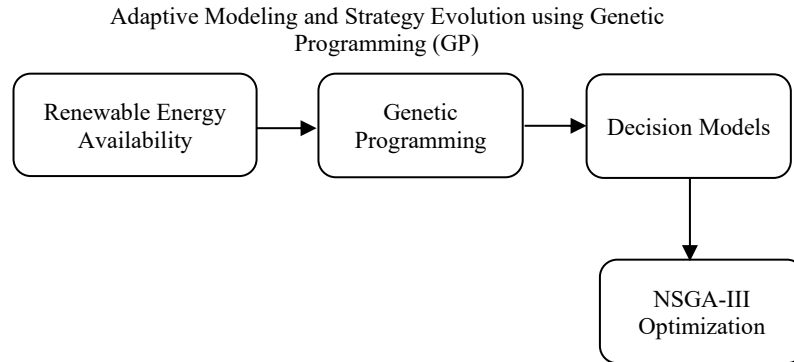 Adaptive Modeling and Strategy Evolution using Genetic
Programming (GP)
Renewable Energy
Availability
Genetic
Programming
Decision Models
NSGA-III
Optimization